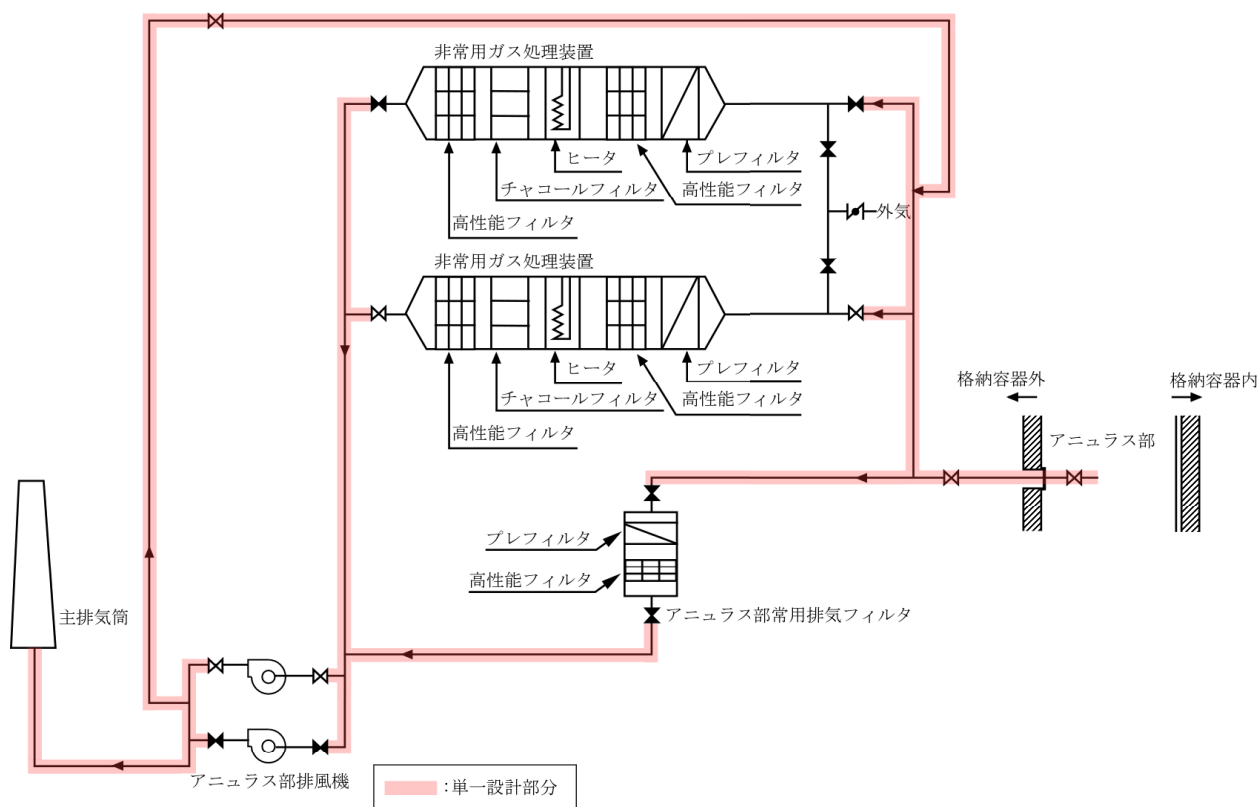 非常用ガス処理装置
ヒータ
プレフィルタ
チャコールフィルタ
高性能フィルタ
外気
高性能フィルタ
非常用ガス処理装置
ヒータ
プレフィルタ
チャコールフィルタ
高性能フィルタ
高性能フィルタ
格納容器外
格納容器内
アニュラス部
プレフィルタ
高性能フィルタ
主排気筒
アニュラス部常用排気フィルタ
アニュラス部排風機
:単一設計部分